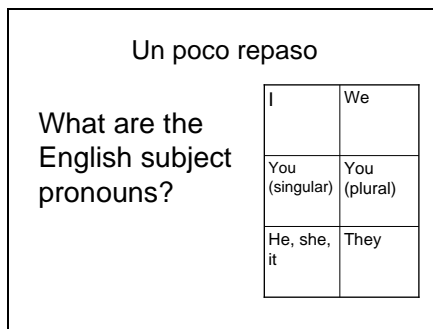 Un poco repaso
What are the
English subject
pronouns?
I
We
You
(singular)
You
(plural)
He, she,
it
They